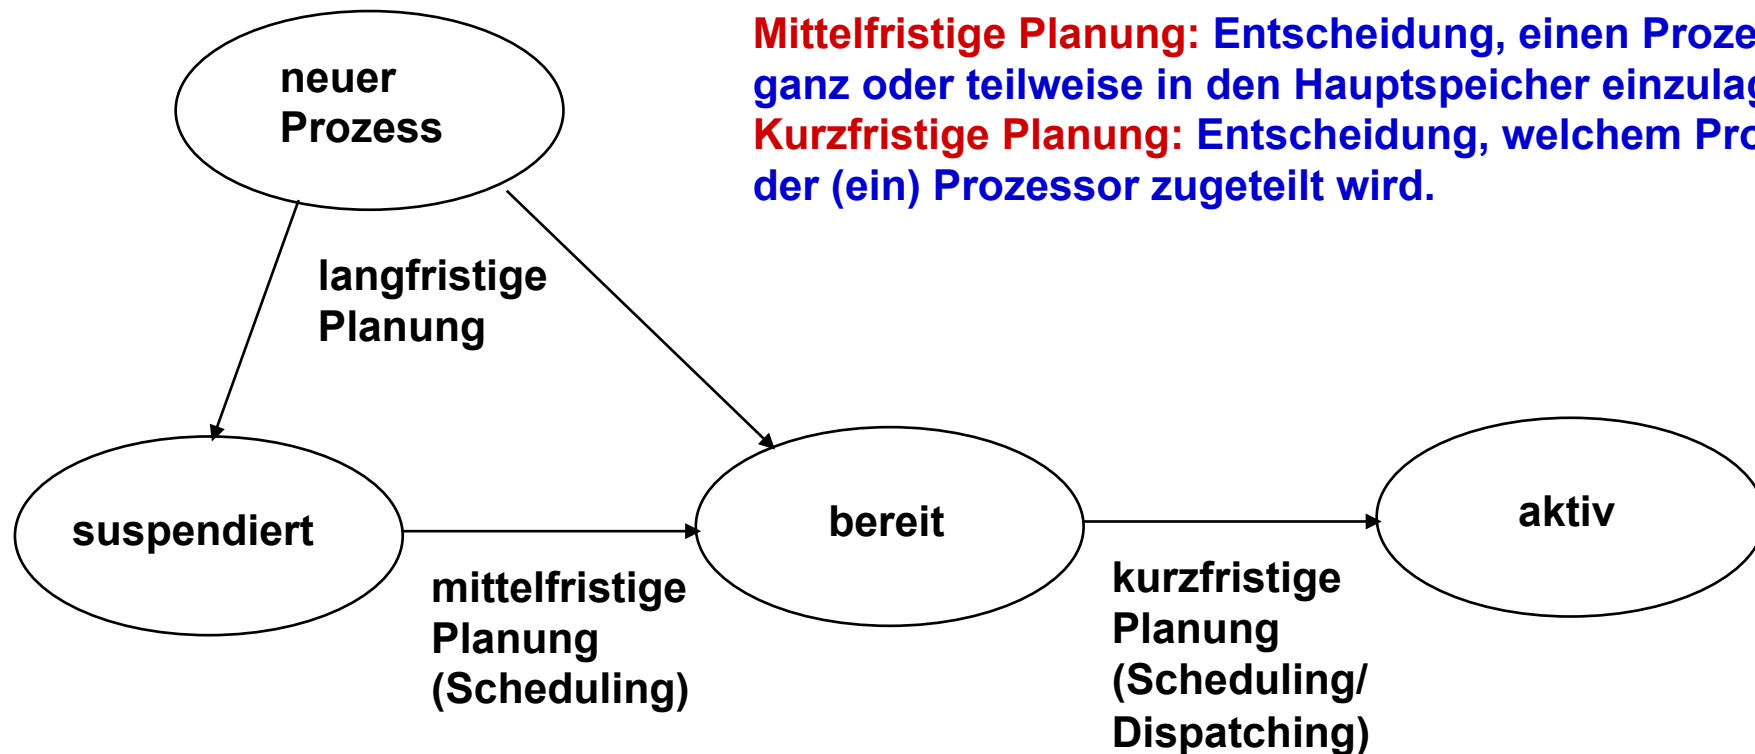 Mittelfristige Planung: Entscheidung, einen Proze
ganz oder teilweise in den Hauptspeicher einzulag
Kurzfristige Planung: Entscheidung, welchem Pro
der (ein) Prozessor zugeteilt wird.
neuer
Prozess
langfristige
Planung
suspendiert
bereit
aktiv
mittelfristige
Planung
(Scheduling)
kurzfristige
Planung
(Scheduling/
Dispatching)